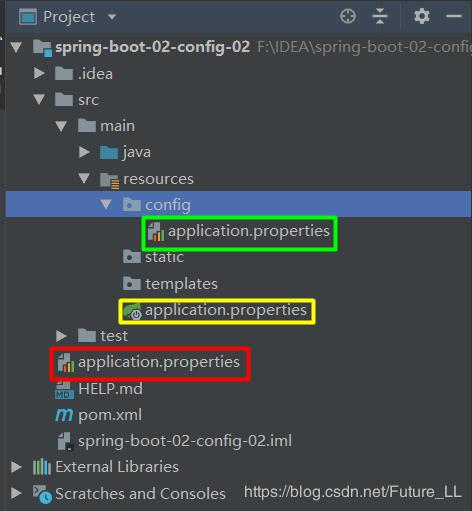 Project
spring-boot-02-config-02 F:\IDEA\spring-boot-02-confi
.idea
src
main
java
resources
config
application.properties
static
templates
application.properties
test
application.properties
HELP.md
pom.xml
spring-boot-02-config-02.iml
External Libraries
Scratches and Consoles https://blog.csdn.net/Future_LL